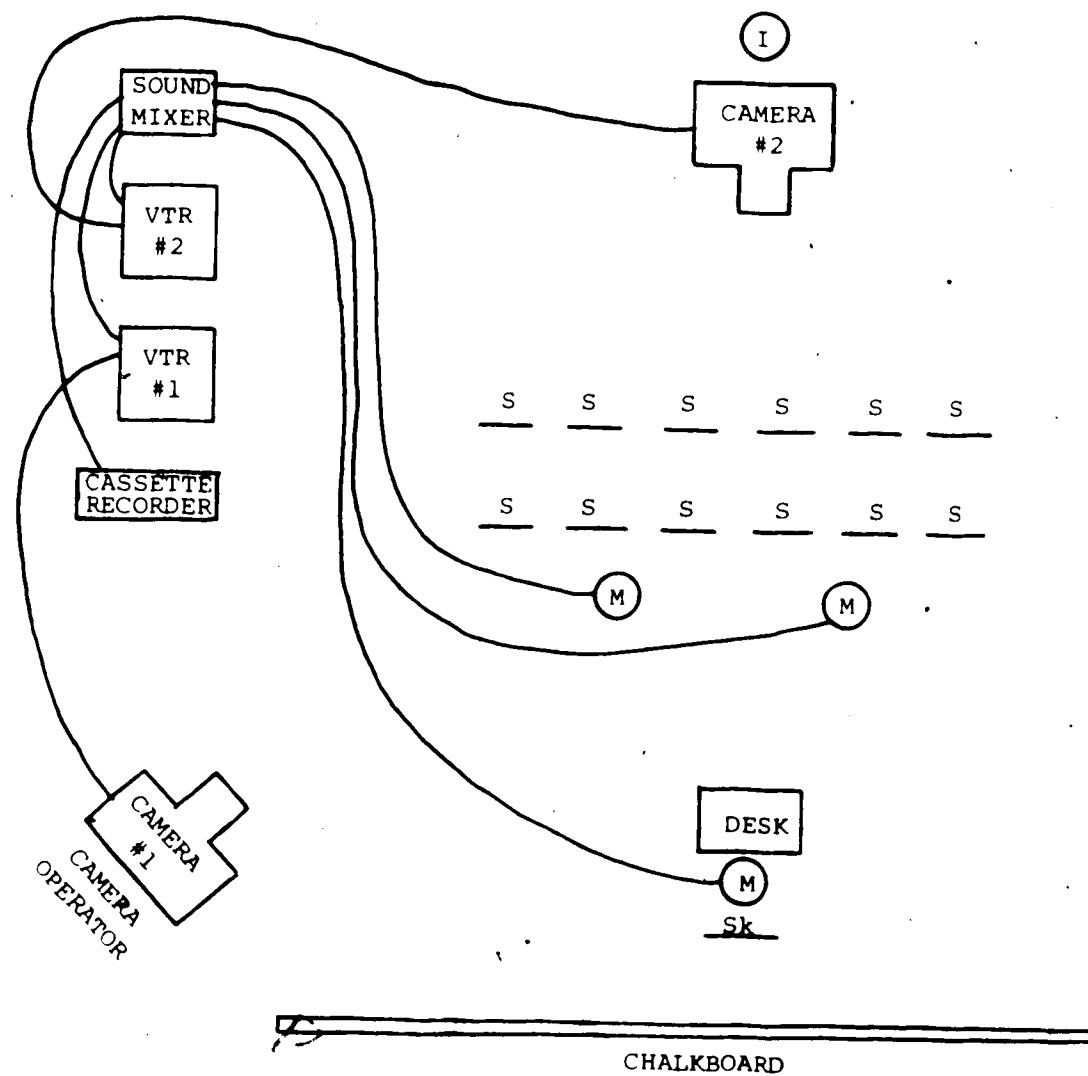 I
SOUND
MIXER
CAMERA
#2
VTR
#2
VTR
#1
S S S S S S
CASSETTE
RECORDER
S S S S S S
M
M
CAMERA
#1
CAMERA
OPERATOR
DESK
M
Sk
CHALKBOARD